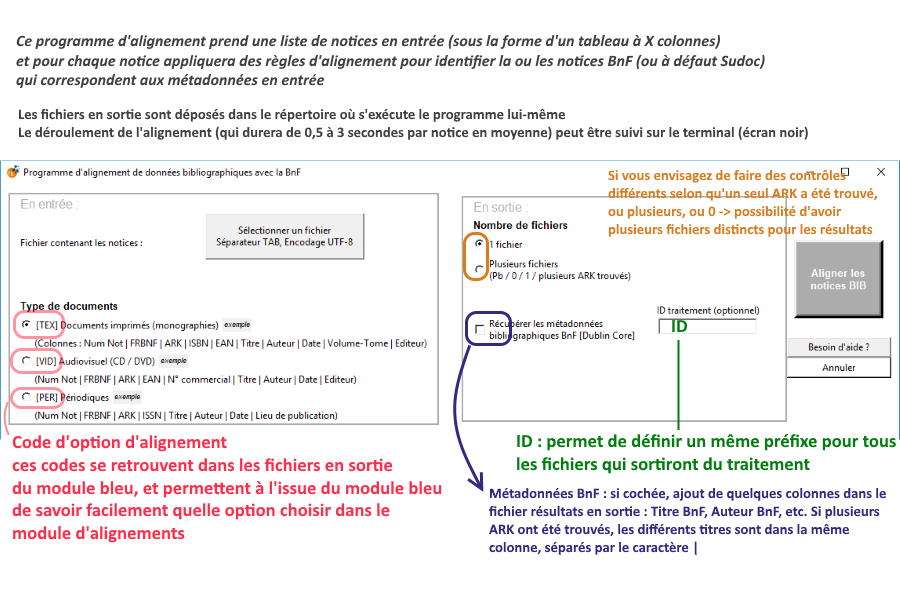 Ce programme d'alignement prend une liste de notices en entrée (sous la forme d'un tableau à X colonnes)
et pour chaque notice appliquera des règles d'alignement pour identifier la ou les notices BnF (ou à défaut Sudoc)
qui correspondent aux métadonnées en entrée
Les fichiers en sortie sont déposés dans le répertoire où s'exécute le programme lui-même
Le déroulement de l'alignement (qui durera de 0,5 à 3 secondes par notice en moyenne) peut être suivi sur le terminal (écran noir)
Programme d'alignement de données bibliographiques avec la BnF
En entrée :
Fichier contenant les notices :
Sélectionner un fichier
Séparateur TAB, Encodage UTF-8
Type de documents
[TEX] Documents imprimés (monographies) exemple
(Colonnes : Num Not | FRBNF | ARK | ISBN | EAN | Titre | Auteur | Date | Volume-Tome | Editeur)
[VID] Audiovisuel (CD / DVD) exemple
(Num Not | FRBNF | ARK | EAN | N° commercial | Titre | Auteur | Date | Editeur)
[PER] Périodiques exemple
(Num Not | FRBNF | ARK | ISSN | Titre | Auteur | Date | Lieu de publication)
En sortie :
Nombre de fichiers
1 fichier
Plusieurs fichiers
(Pb / 0 / 1 / plusieurs ARK trouvés)
Récupérer les métadonnées
bibliographiques BnF [Dublin Core]
ID traitement (optionnel)
ID
Si vous envisagez de faire des contrôles
différents selon qu'un seul ARK a été trouvé,
ou plusieurs, ou 0 -> possibilité d'avoir
plusieurs fichiers distincts pour les résultats
Aligner les
notices BIB
Besoin d'aide ?
Annuler
Code d'option d'alignement
ces codes se retrouvent dans les fichiers en sortie
du module bleu, et permettent à l'issue du module bleu
de savoir facilement quelle option choisir dans le
module d'alignements
ID : permet de définir un même préfixe pour tous
les fichiers qui sortiront du traitement
Métadonnées BnF : si cochée, ajout de quelques colonnes dans le
fichier résultats en sortie : Titre BnF, Auteur BnF, etc. Si plusieurs
ARK ont été trouvés, les différents titres sont dans la même
colonne, séparés par le caractère |